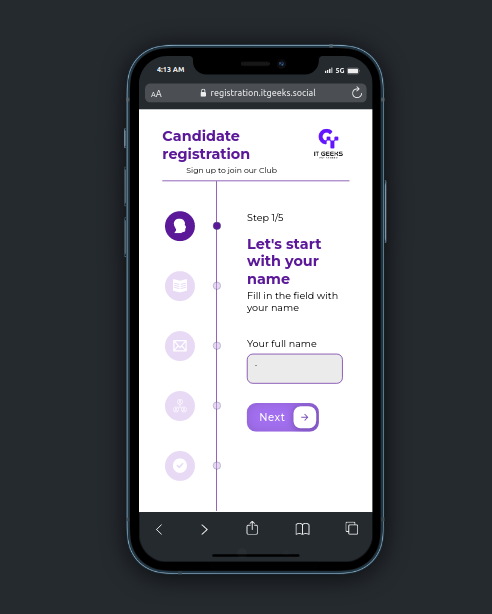 4:13 AM
5G
AA
registration.itgeeks.social
Candidate
registration
IT GEEKS
Sign up to join our Club
Step 1/5
Let's start
with your
name
Fill in the field with
your name
Your full name
Next